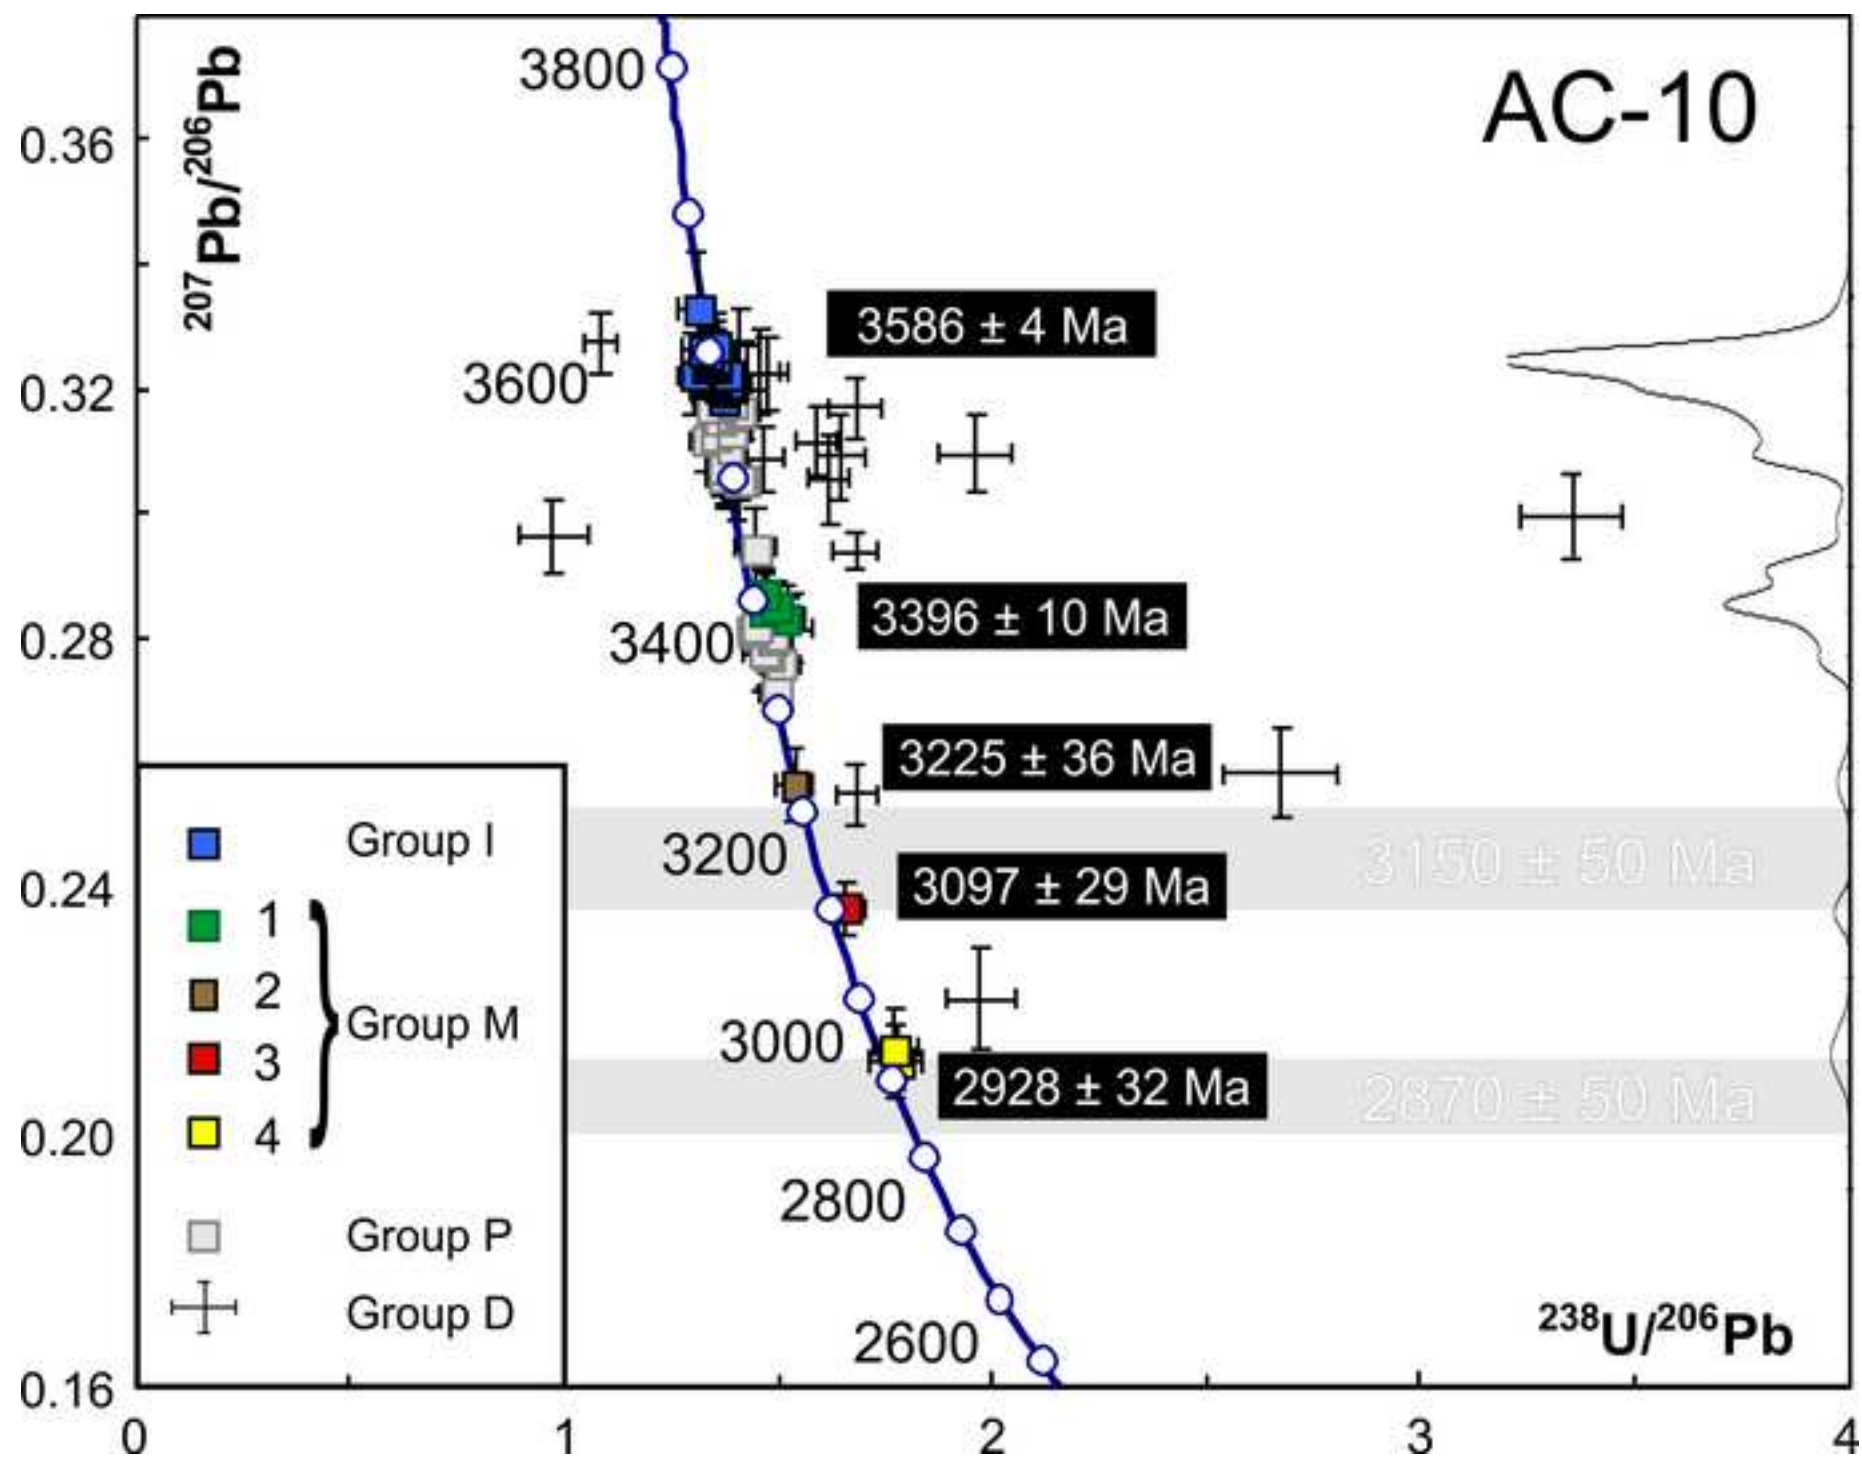 AC-10
²⁰⁷Pb/²⁰⁶Pb
0.36
0.32
0.28
0.24
0.20
0.16
3800
3600
3400
3200
3000
2800
2600
3586 ± 4 Ma
3396 ± 10 Ma
3225 ± 36 Ma
3150 ± 50 Ma
3097 ± 29 Ma
2928 ± 32 Ma
2870 ± 50 Ma
Group I
1
2
Group M
3
4
Group P
Group D
²³⁸U/²⁰⁶Pb
0 1 2 3 4